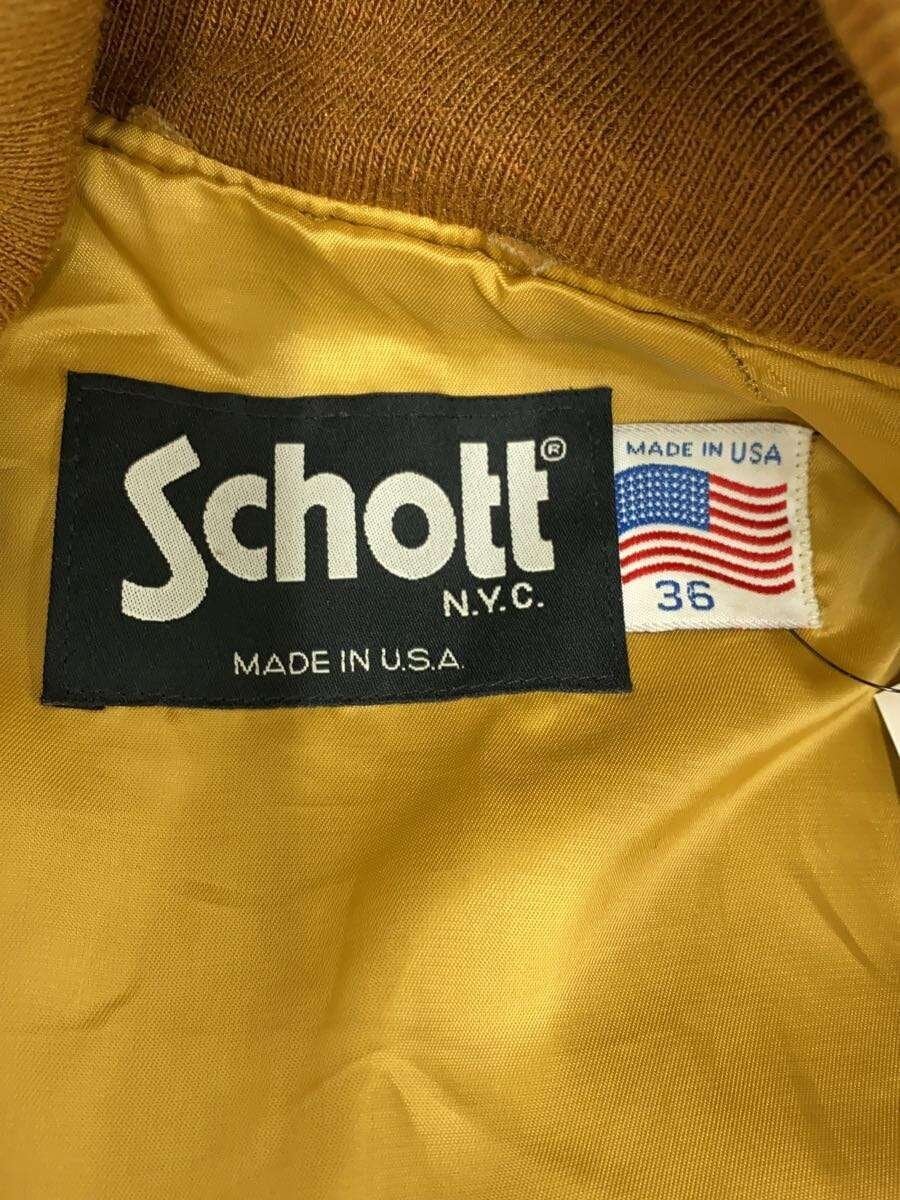 Schott®
N.Y.C.
MADE IN U.S.A.
MADE IN USA
36